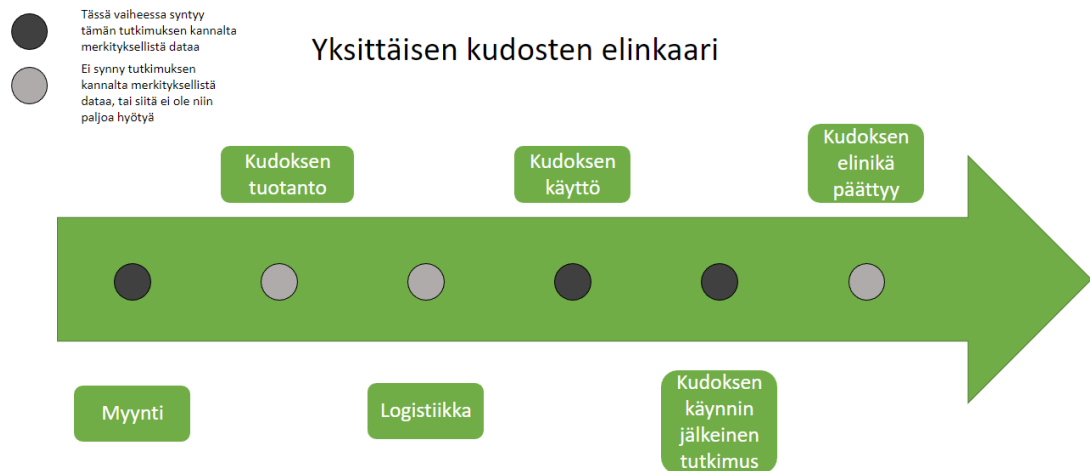 Tässä vaiheessa syntyy
tämän tutkimuksen kannalta
merkityksellistä dataa
Ei synny tutkimuksen
kannalta merkityksellistä
dataa, tai siitä ei ole niin
paljoa hyötyä
Yksittäisen kudosten elinkaari
Kudoksen
tuotanto
Kudoksen
käyttö
Kudoksen
elinikä
päättyy
Myynti
Logistiikka
Kudoksen
käynnin
jälkeinen
tutkimus